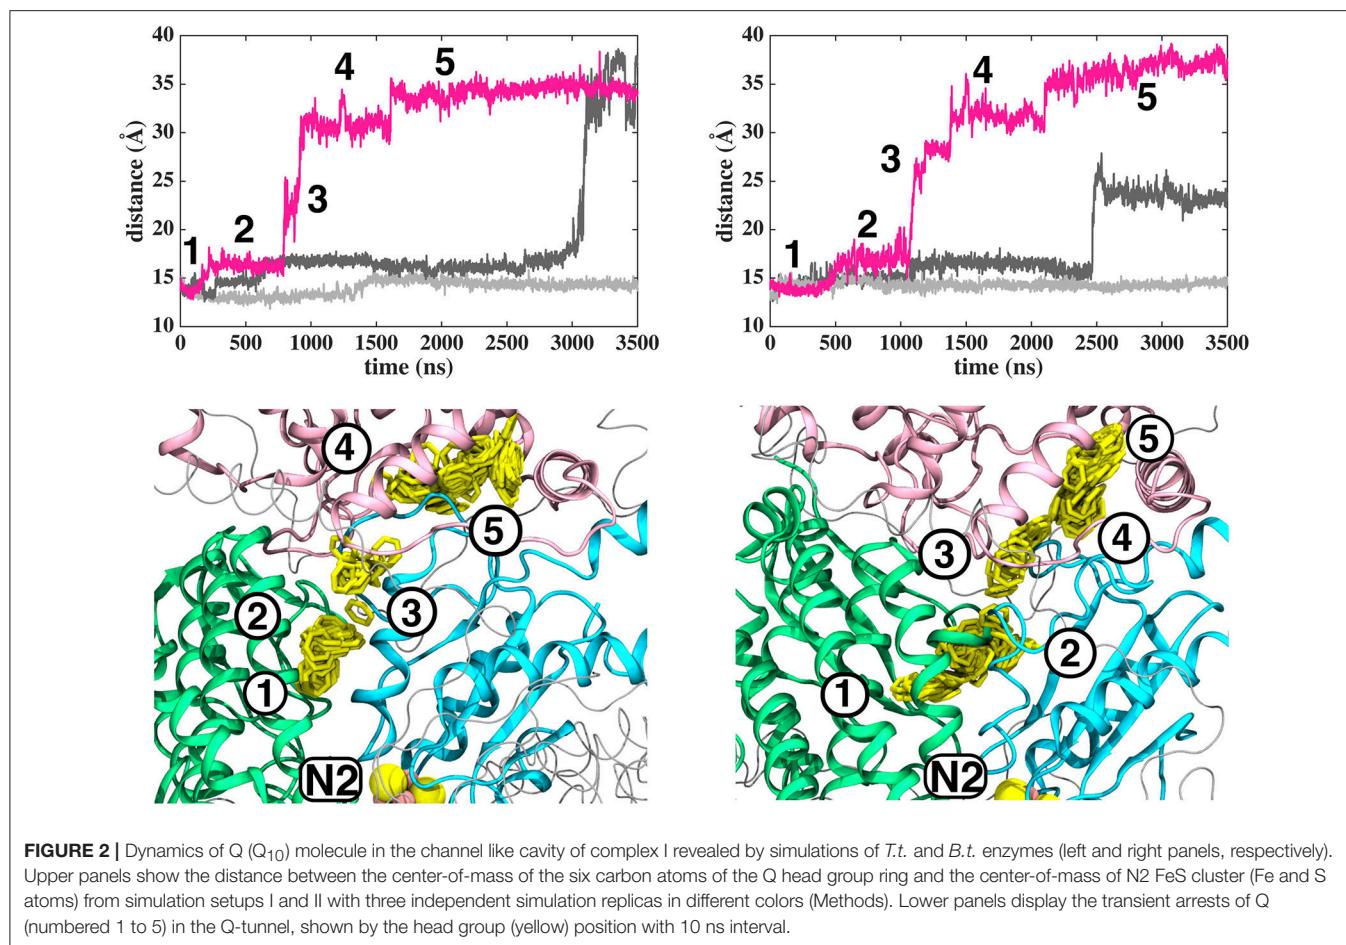 40
35
30
25
20
15
10
distance (Å)
0 500 1000 1500 2000 2500 3000 3500
time (ns)
1
2
3
4
5
40
35
30
25
20
15
10
distance (Å)
0 500 1000 1500 2000 2500 3000 3500
time (ns)
1
2
3
4
5
4
5
2
3
1
N2
5
4
3
2
1
N2
FIGURE 2 | Dynamics of Q (Q10) molecule in the channel like cavity of complex I revealed by simulations of T.t. and B.t. enzymes (left and right panels, respectively).
Upper panels show the distance between the center-of-mass of the six carbon atoms of the Q head group ring and the center-of-mass of N2 FeS cluster (Fe and S
atoms) from simulation setups I and II with three independent simulation replicas in different colors (Methods). Lower panels display the transient arrests of Q
(numbered 1 to 5) in the Q-tunnel, shown by the head group (yellow) position with 10 ns interval.